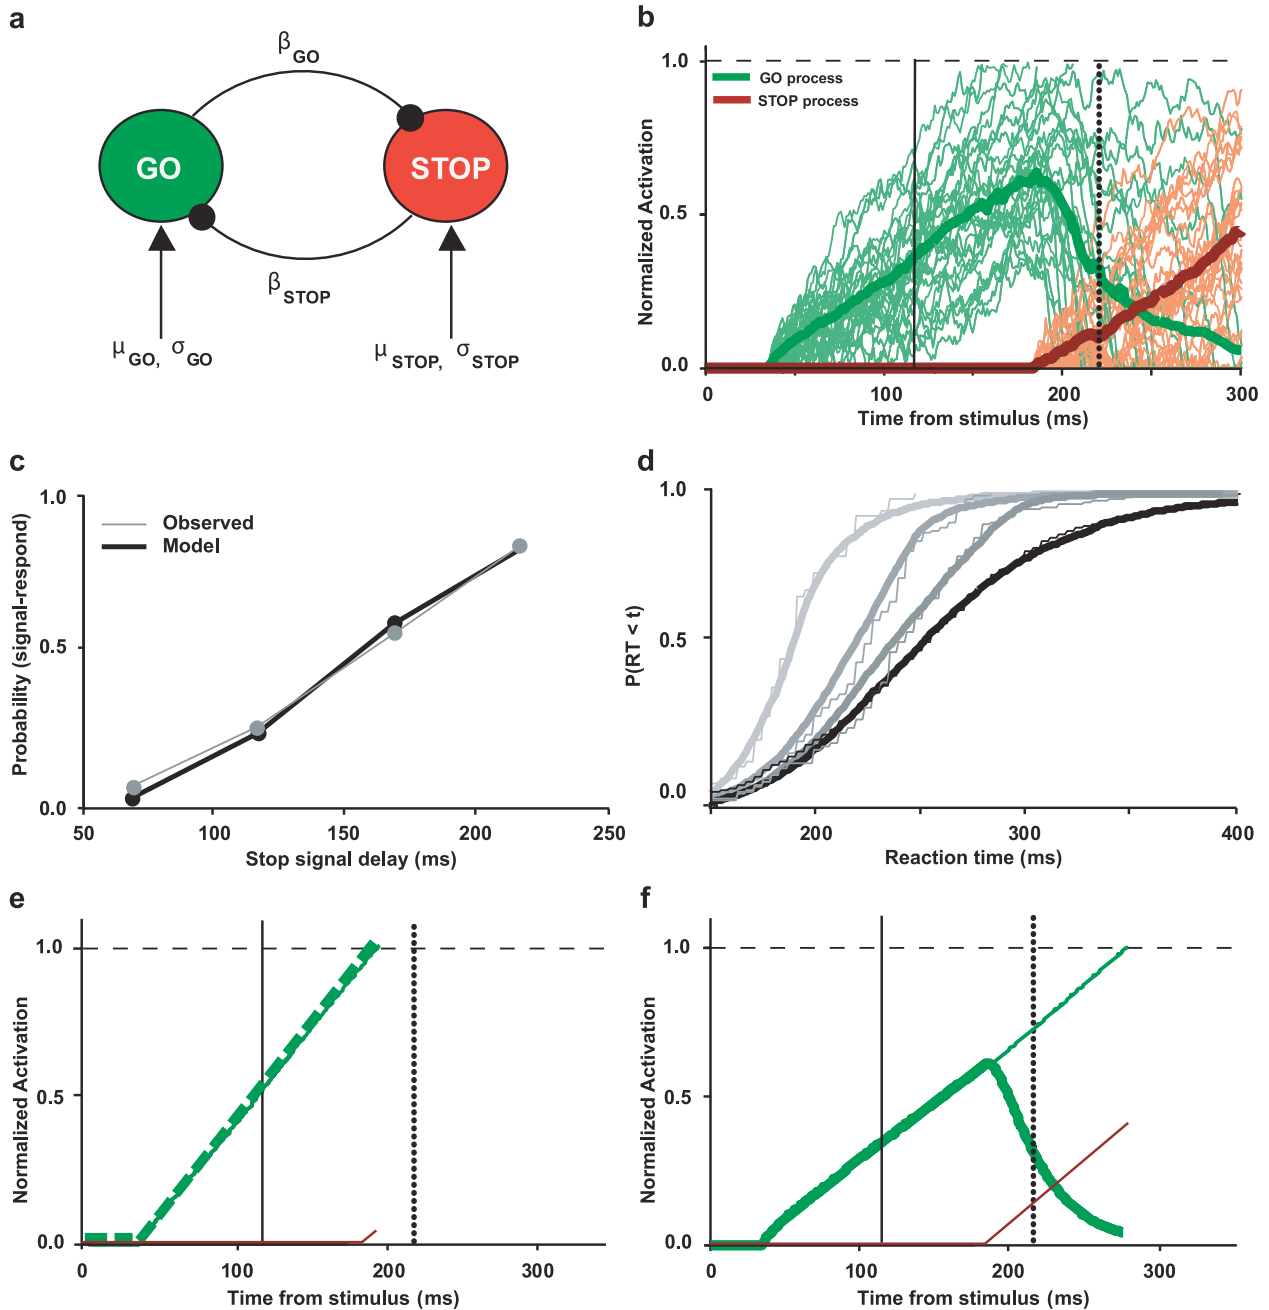 a
β GO
GO
STOP
β STOP
μ GO, σ GO
μ STOP, σ STOP
b
1.0
GO process
STOP process
Normalized Activation
0.5
0.0
0
100
200
300
Time from stimulus (ms)
c
1.0
Observed
Model
Probability (signal-respond)
0.5
0.0
50
100
150
200
250
Stop signal delay (ms)
d
1.0
P(RT < t)
0.5
0.0
200
300
400
Reaction time (ms)
e
1.0
Normalized Activation
0.5
0.0
0
100
200
300
Time from stimulus (ms)
f
1.0
Normalized Activation
0.5
0.0
0
100
200
300
Time from stimulus (ms)